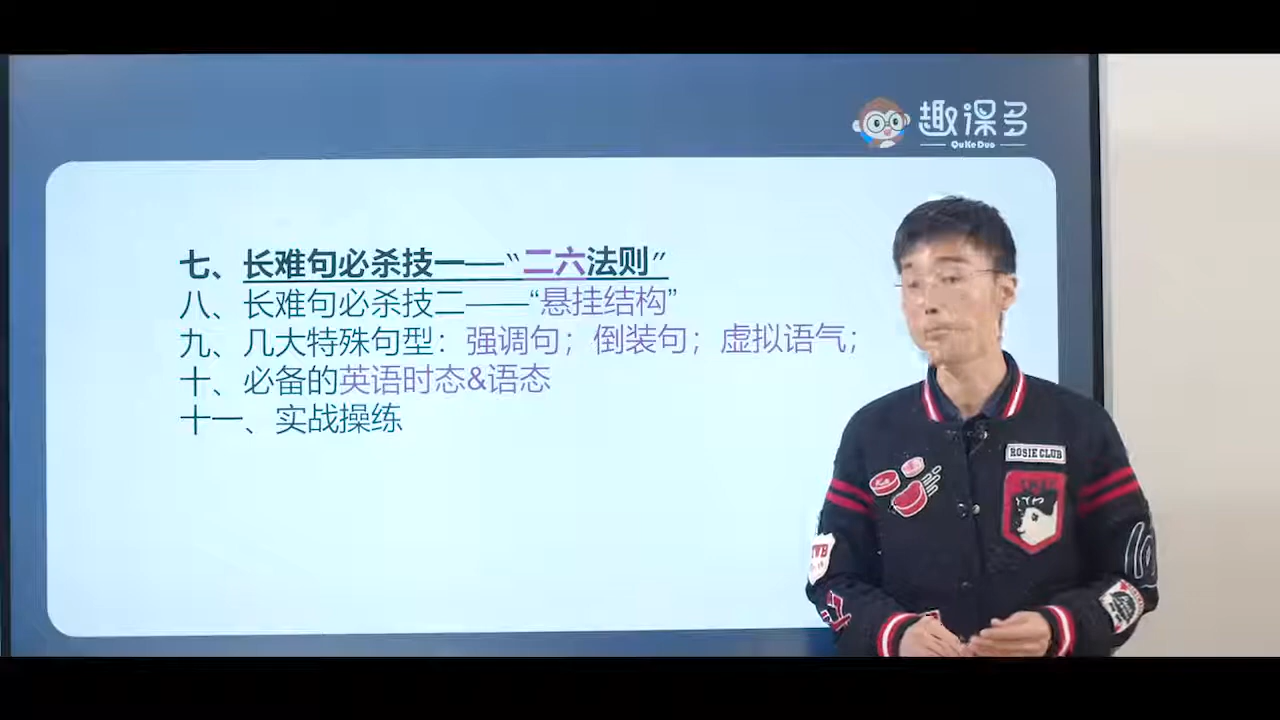 趣课多
QuKeDuo
七、长难句必杀技一——“二六法则”
八、长难句必杀技二——“悬挂结构”
九、几大特殊句型：强调句；倒装句；虚拟语气；
十、必备的英语时态&语态
十一、实战操练
ROSIE CLUB